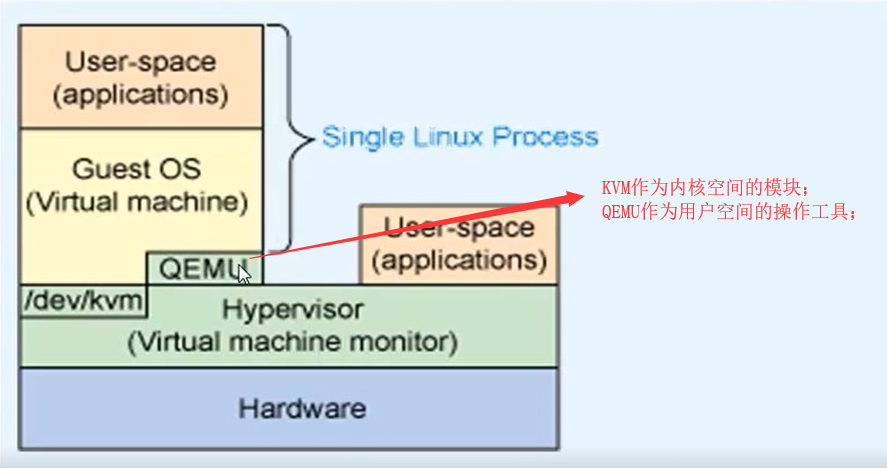 User-space
(applications)
Single Linux Process
Guest OS
(Virtual machine)
KVM作为内核空间的模块；
QEMU作为用户空间的操作工具；
User-space
(applications)
QEMU
/dev/kvm
Hypervisor
(Virtual machine monitor)
Hardware